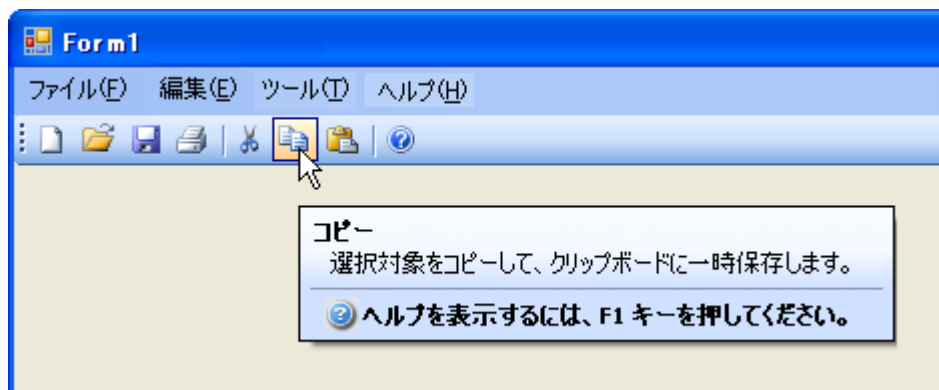 Form1
ファイル(F) 編集(E) ツール(T) ヘルプ(H)
コピー
選択対象をコピーして、クリップボードに一時保存します。
ヘルプを表示するには、F1 キーを押してください。